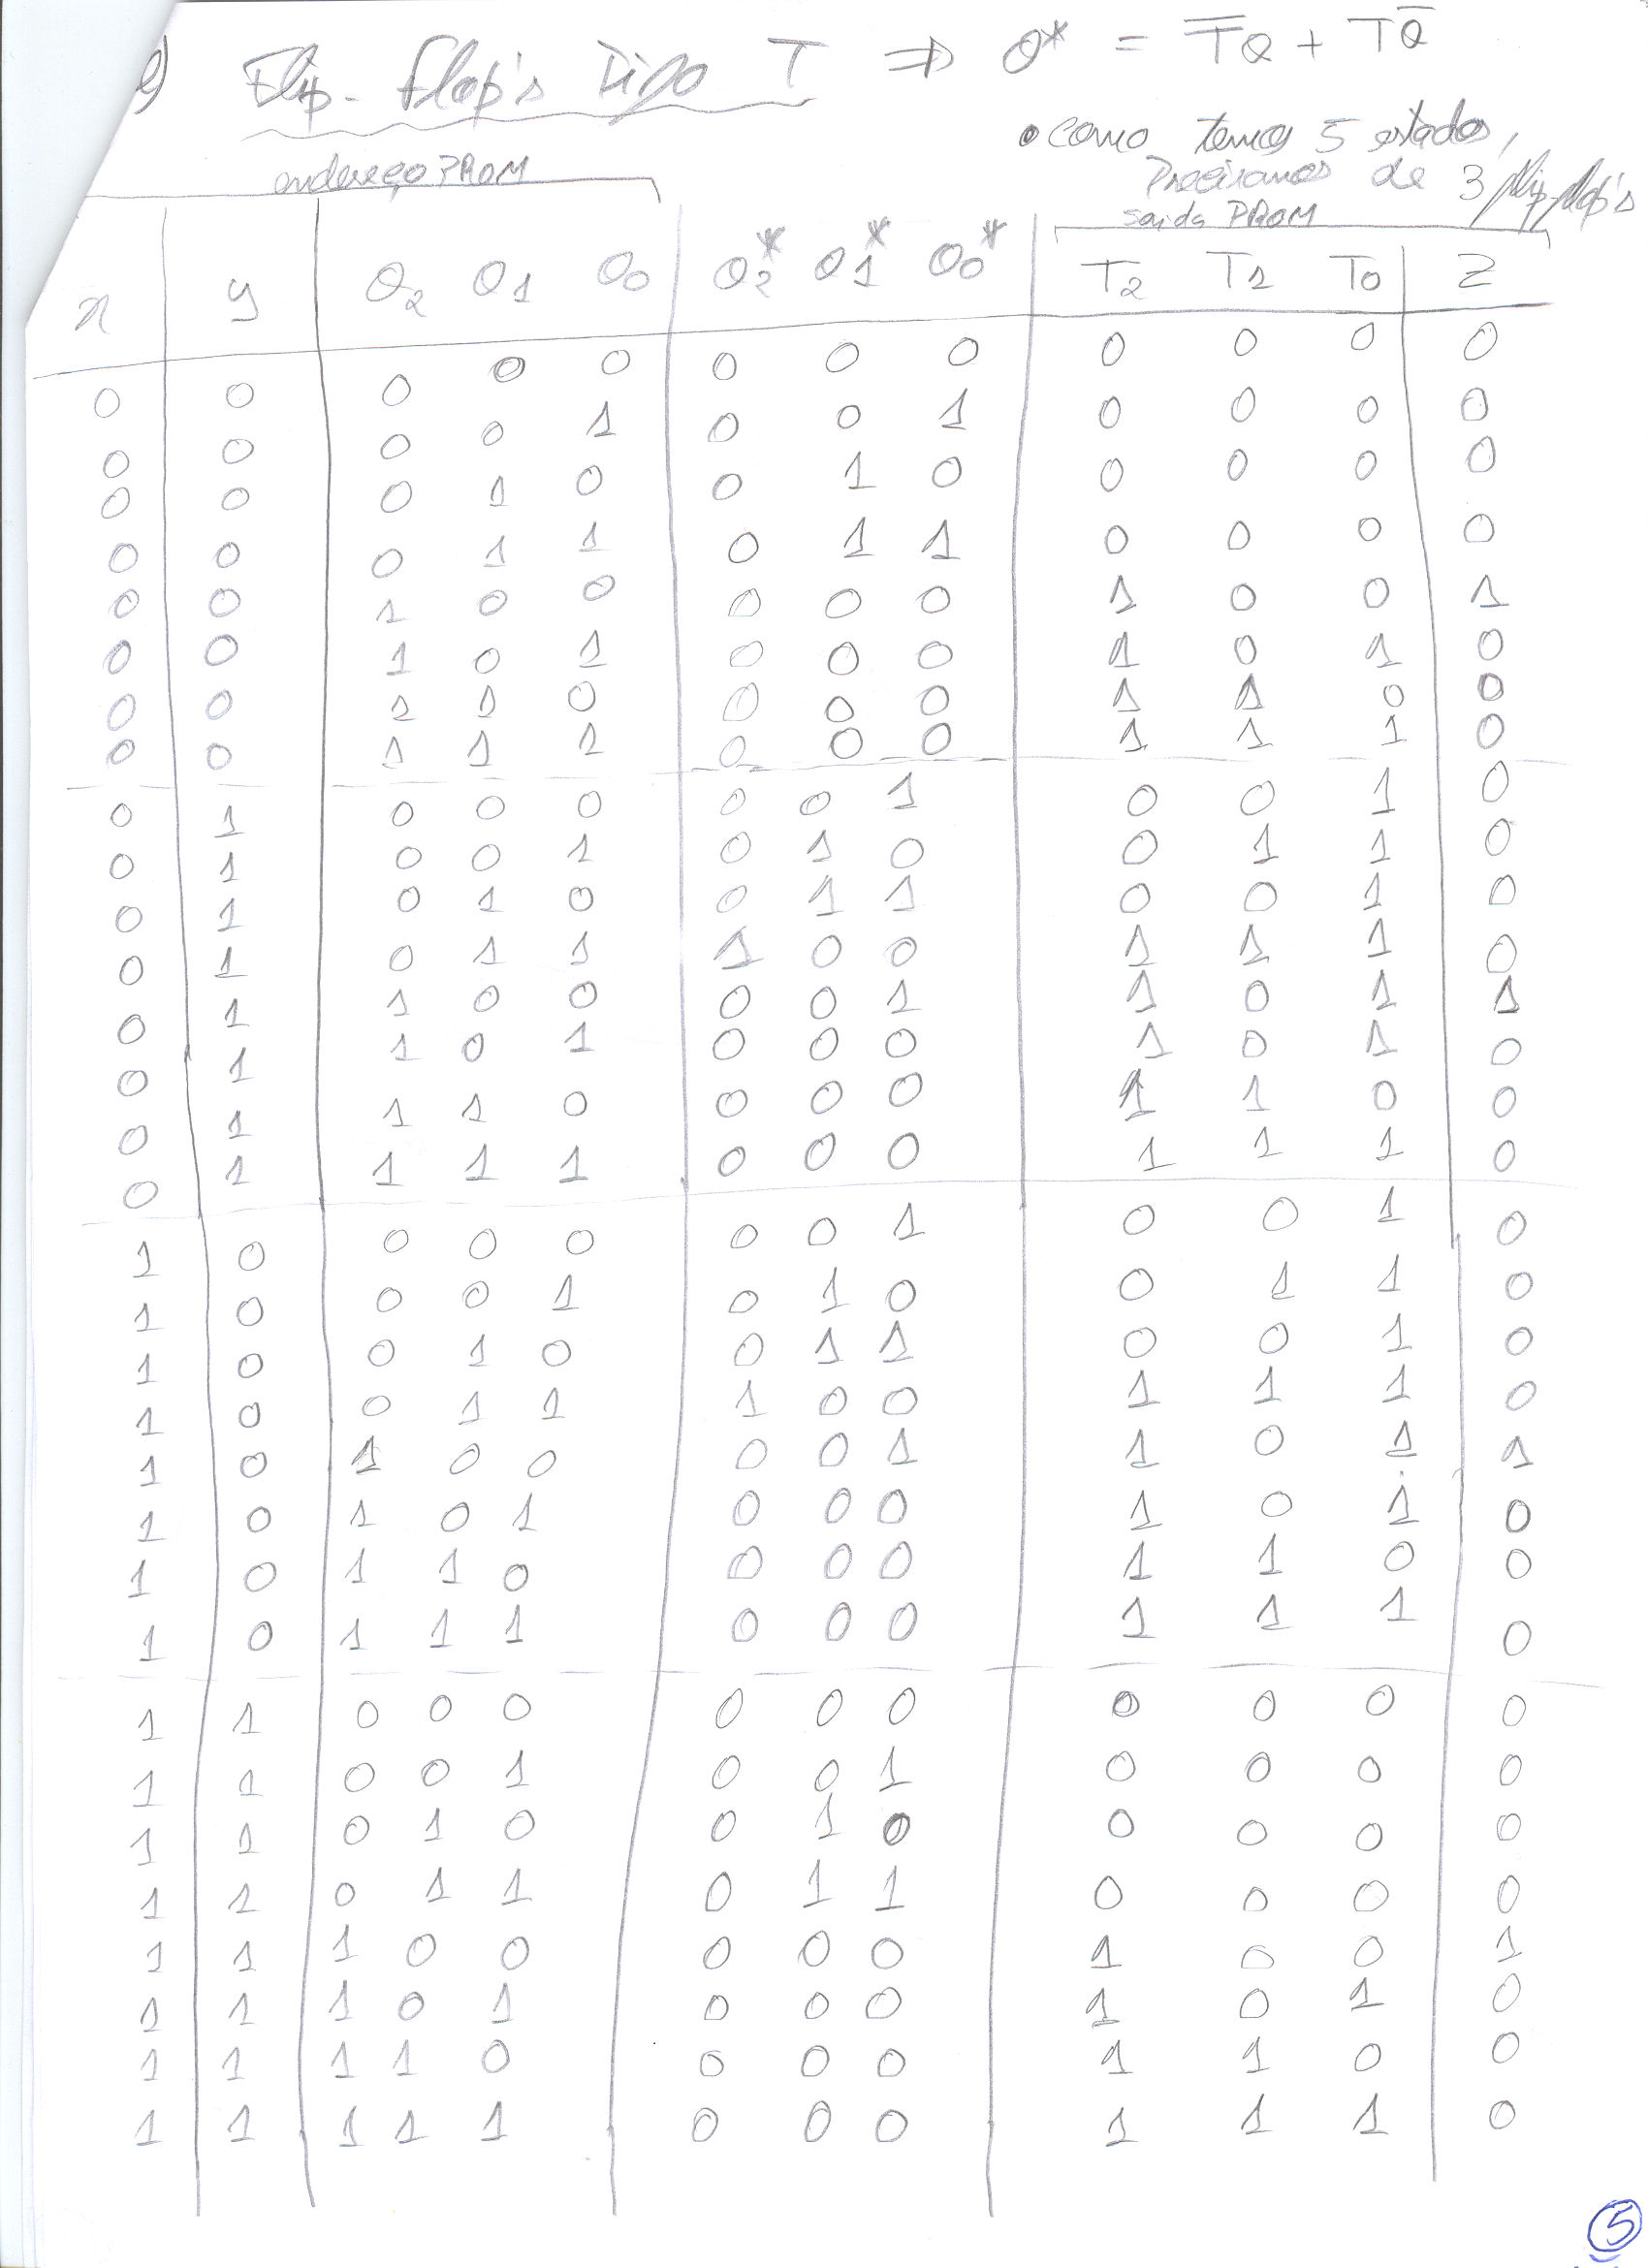 e) Flip-Flop's Tipo T ⇒ Q* = T̅Q + TQ̅
• como temos 5 estados,
Precisamos de 3 flip-flop's
endereço PROM
saída PROM
x y Q2 Q1 Q0 Q2* Q1* Q0* T2 T1 T0 Z
0 0 0 0 0 0 0 0 0 0 0 0
0 0 0 0 1 0 0 1 0 0 0 0
0 0 0 1 0 0 1 0 0 0 0 0
0 0 0 1 1 0 1 1 0 0 0 0
0 0 1 0 0 0 0 0 1 0 0 1
0 0 1 0 1 0 0 0 1 0 1 0
0 0 1 1 0 0 0 0 1 1 0 0
0 0 1 1 1 0 0 0 1 1 1 0
0 1 0 0 0 0 0 1 0 0 1 0
0 1 0 0 1 0 1 0 0 1 1 0
0 1 0 1 0 0 1 1 0 0 1 0
0 1 0 1 1 1 0 0 1 1 1 0
0 1 1 0 0 0 0 1 1 0 1 1
0 1 1 0 1 0 0 0 1 0 1 0
0 1 1 1 0 0 0 0 1 1 0 0
0 1 1 1 1 0 0 0 1 1 1 0
1 0 0 0 0 0 0 1 0 0 1 0
1 0 0 0 1 0 1 0 0 1 1 0
1 0 0 1 0 0 1 1 0 0 1 0
1 0 0 1 1 1 0 0 1 1 1 0
1 0 1 0 0 0 0 1 1 0 1 1
1 0 1 0 1 0 0 0 1 0 1 0
1 0 1 1 0 0 0 0 1 1 0 0
1 0 1 1 1 0 0 0 1 1 1 0
1 1 0 0 0 0 0 0 0 0 0 0
1 1 0 0 1 0 0 1 0 0 0 0
1 1 0 1 0 0 1 0 0 0 0 0
1 1 0 1 1 0 1 1 0 0 0 0
1 1 1 0 0 0 0 0 1 0 0 1
1 1 1 0 1 0 0 0 1 0 1 0
1 1 1 1 0 0 0 0 1 1 0 0
1 1 1 1 1 0 0 0 1 1 1 0
5